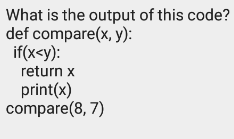 What is the output of this code?
def compare(x, y):
if(x<y):
return x
print(x)
compare(8, 7)